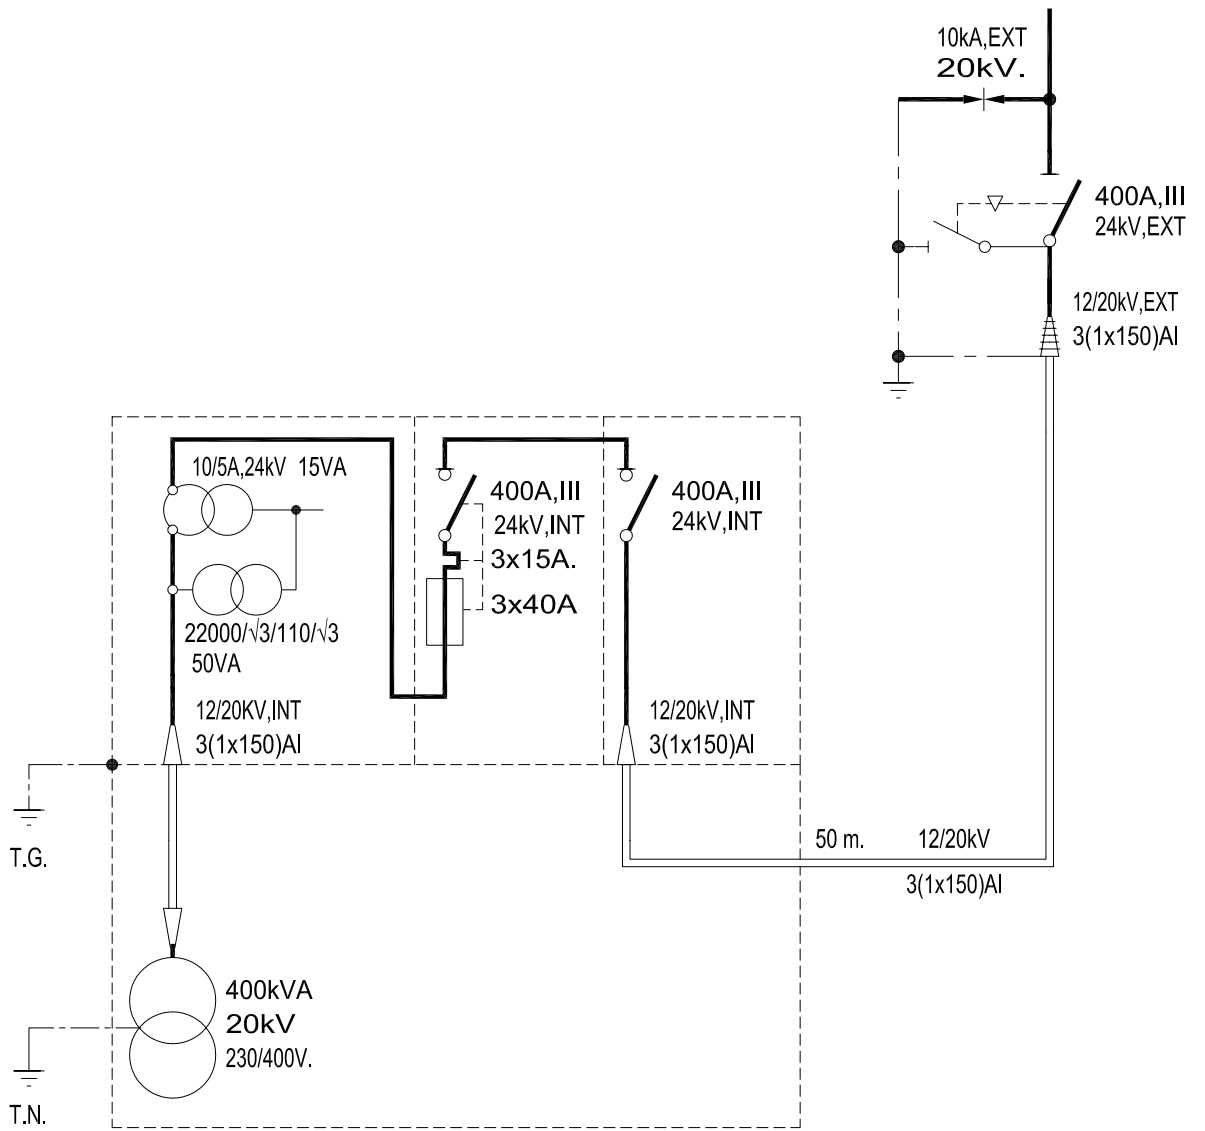 10kA,EXT
20kV.
400A,III
24kV,EXT
12/20kV,EXT
3(1x150)Al
10/5A,24kV 15VA
22000/√3/110/√3
50VA
12/20KV,INT
3(1x150)Al
400A,III
24kV,INT
3x15A.
3x40A
400A,III
24kV,INT
12/20kV,INT
3(1x150)Al
50 m. 12/20kV
3(1x150)Al
T.G.
400kVA
20kV
230/400V.
T.N.